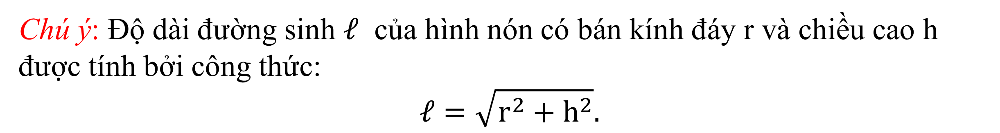 Chú ý: Độ dài đường sinh ℓ của hình nón có bán kính đáy r và chiều cao h
được tính bởi công thức:
ℓ = √(r² + h²).